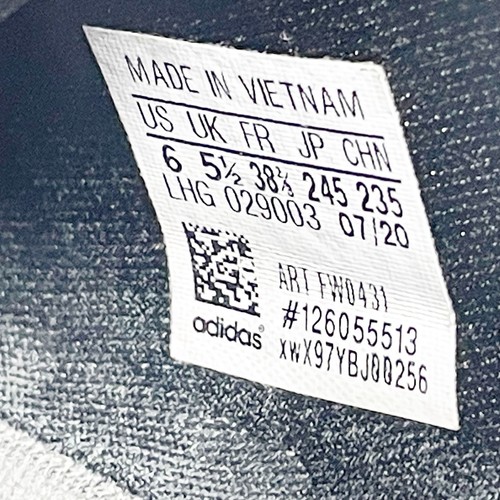 MADE IN VIETNAM
US UK FR JP CHN
6 5½ 38⅔ 245 235
LHG 029003 07/20
ART FW0431
#126055513
xwX97YBJ00256
adidas®